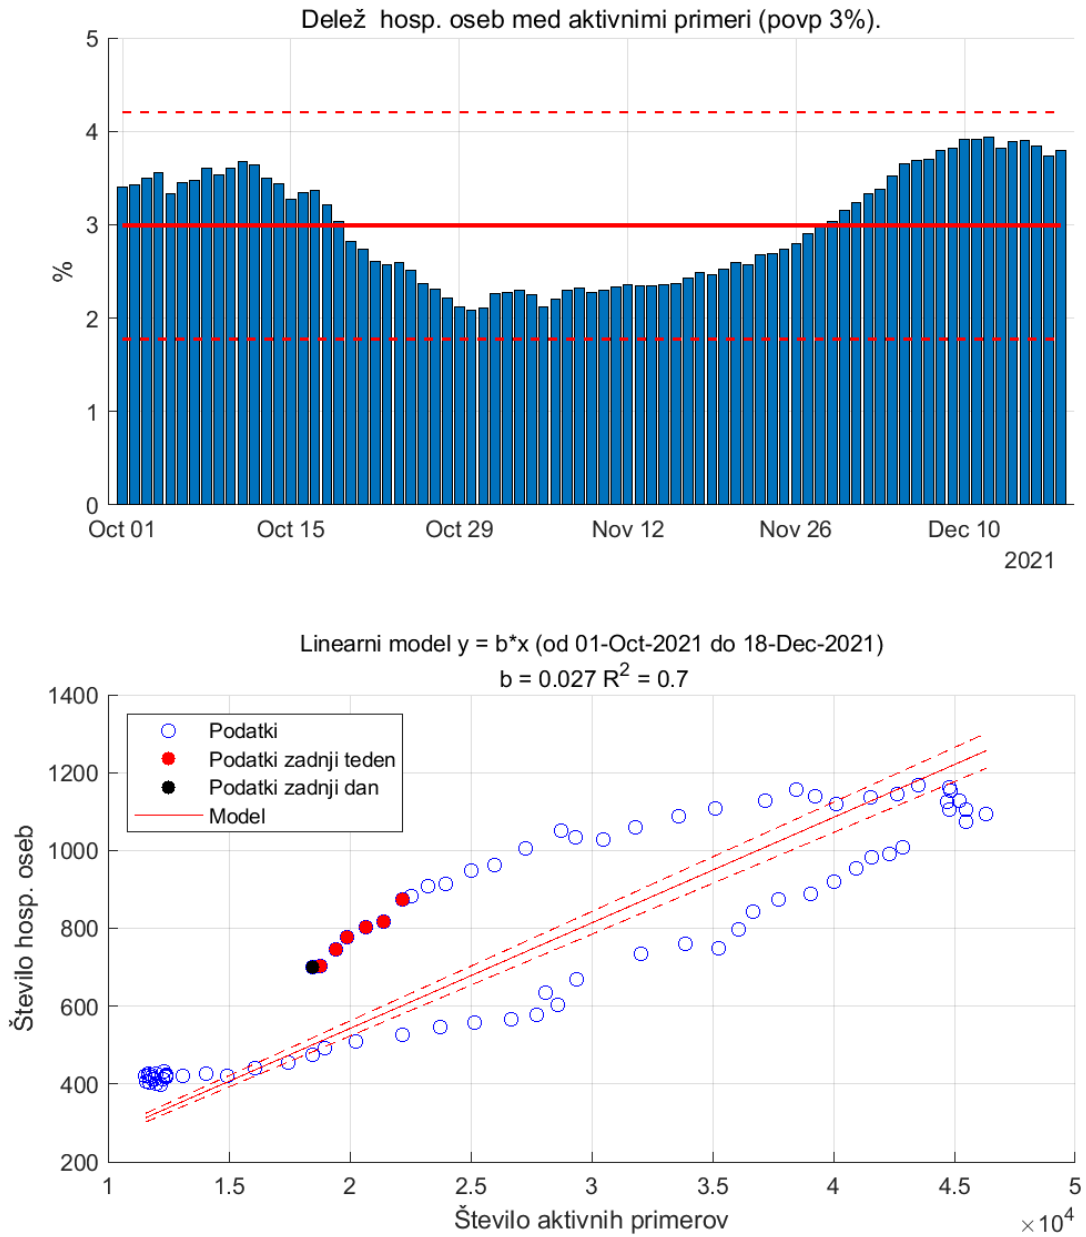 Delež hosp. oseb med aktivnimi primeri (povp 3%).
5
4
3
2
1
0
%
Oct 01 Oct 15 Oct 29 Nov 12 Nov 26 Dec 10
2021
Linearni model y = b*x (od 01-Oct-2021 do 18-Dec-2021)
b = 0.027 R² = 0.7
1400
1200
1000
800
600
400
200
Število hosp. oseb
Podatki
Podatki zadnji teden
Podatki zadnji dan
Model
1 1.5 2 2.5 3 3.5 4 4.5 5
Število aktivnih primerov
×10⁴